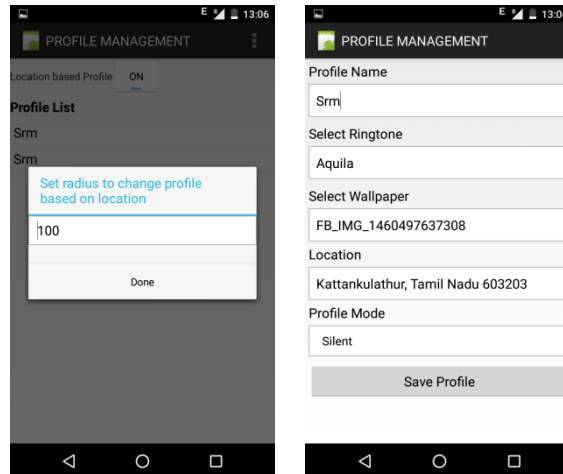 E 13:06
PROFILE MANAGEMENT
Location based Profile ON
Profile List
Srm
Srm
Set radius to change profile
based on location
100
Done
E 13:06
PROFILE MANAGEMENT
Profile Name
Srm
Select Ringtone
Aquila
Select Wallpaper
FB_IMG_1460497637308
Location
Kattankulathur, Tamil Nadu 603203
Profile Mode
Silent
Save Profile